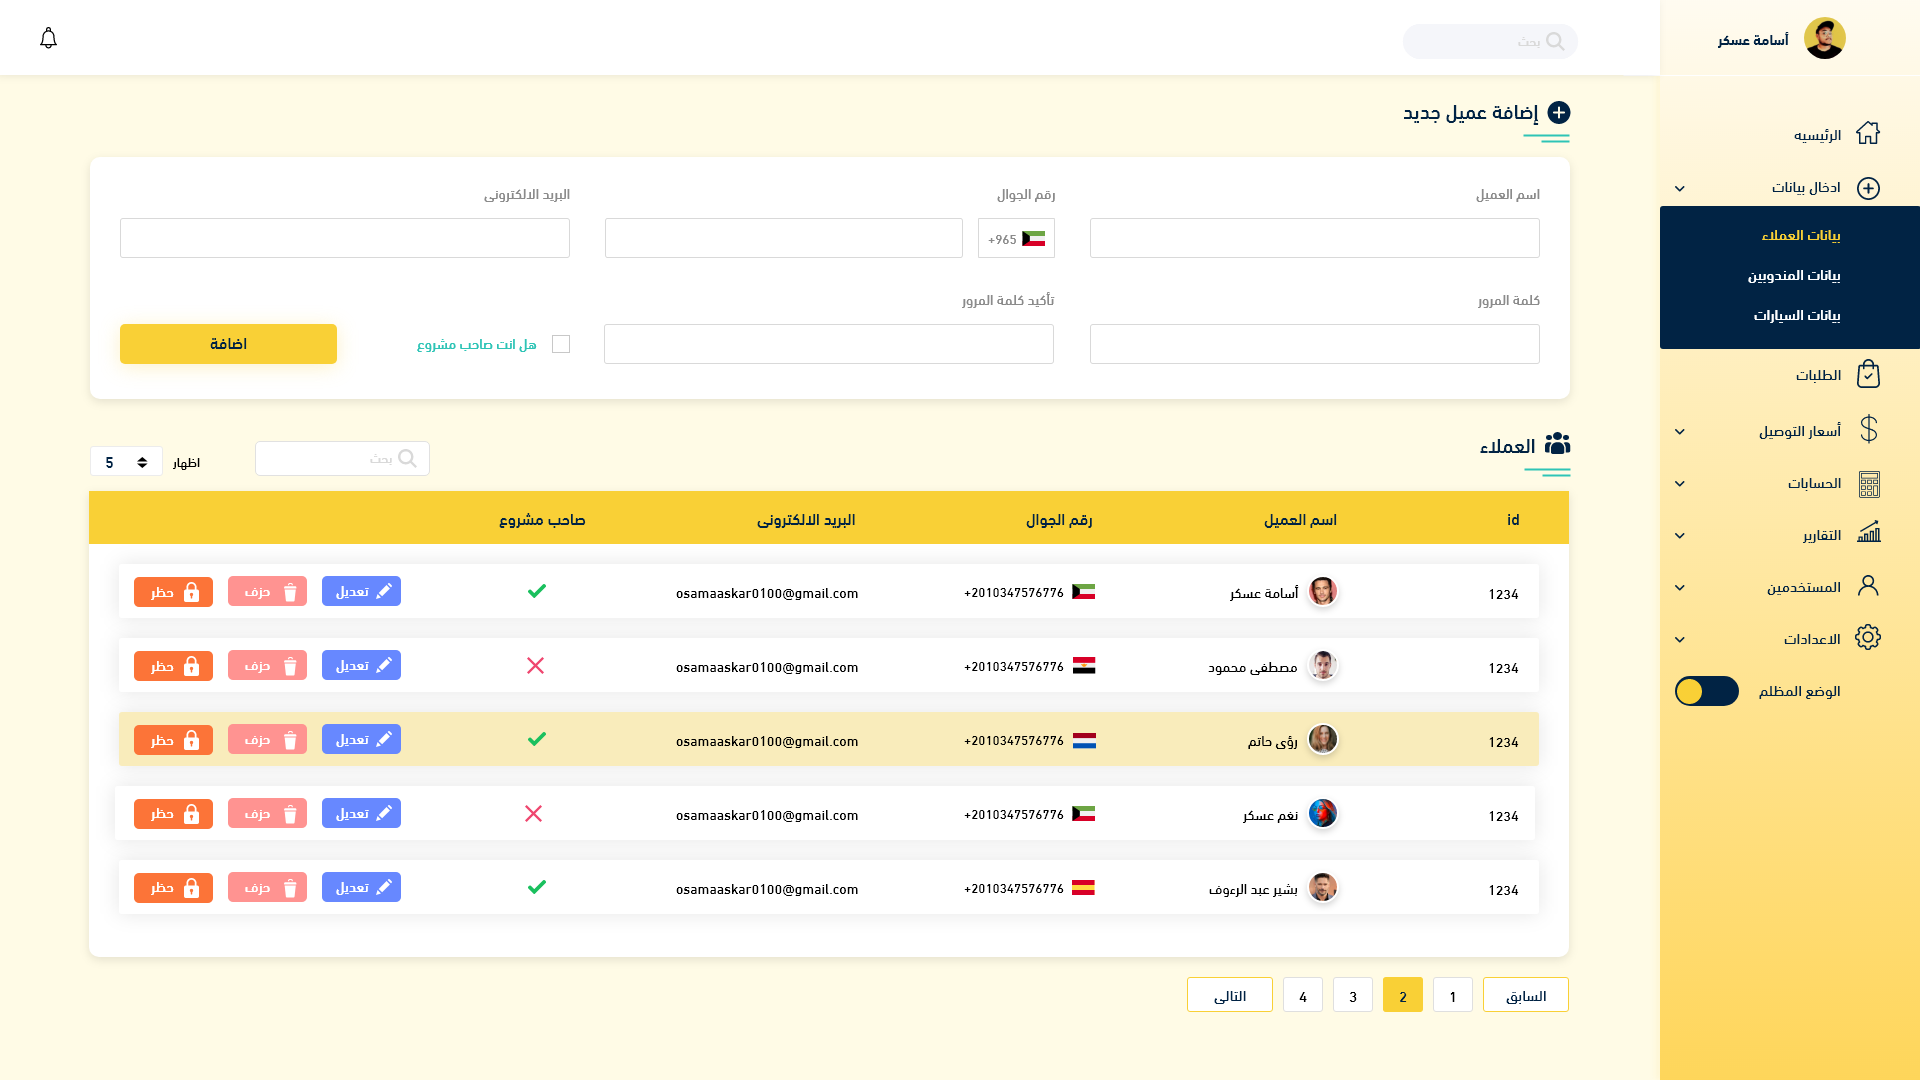 أسامة عسكر
بحث
الرئيسيه
ادخال بيانات
بيانات العملاء
بيانات المندوبين
بيانات السيارات
الطلبات
أسعار التوصيل
الحسابات
التقارير
المستخدمين
الاعدادات
الوضع المظلم
إضافة عميل جديد
اسم العميل
رقم الجوال
البريد الالكترونى
+965
كلمة المرور
تأكيد كلمة المرور
هل انت صاحب مشروع
اضافة
العملاء
بحث
اظهار
5
id اسم العميل رقم الجوال البريد الالكترونى صاحب مشروع
1234 أسامة عسكر +2010347576776 osamaaskar0100@gmail.com تعديل حزف حظر
1234 مصطفى محمود +2010347576776 osamaaskar0100@gmail.com تعديل حزف حظر
1234 رؤى حاتم +2010347576776 osamaaskar0100@gmail.com تعديل حزف حظر
1234 نغم عسكر +2010347576776 osamaaskar0100@gmail.com تعديل حزف حظر
1234 بشير عبد الرءوف +2010347576776 osamaaskar0100@gmail.com تعديل حزف حظر
السابق 1 2 3 4 التالى